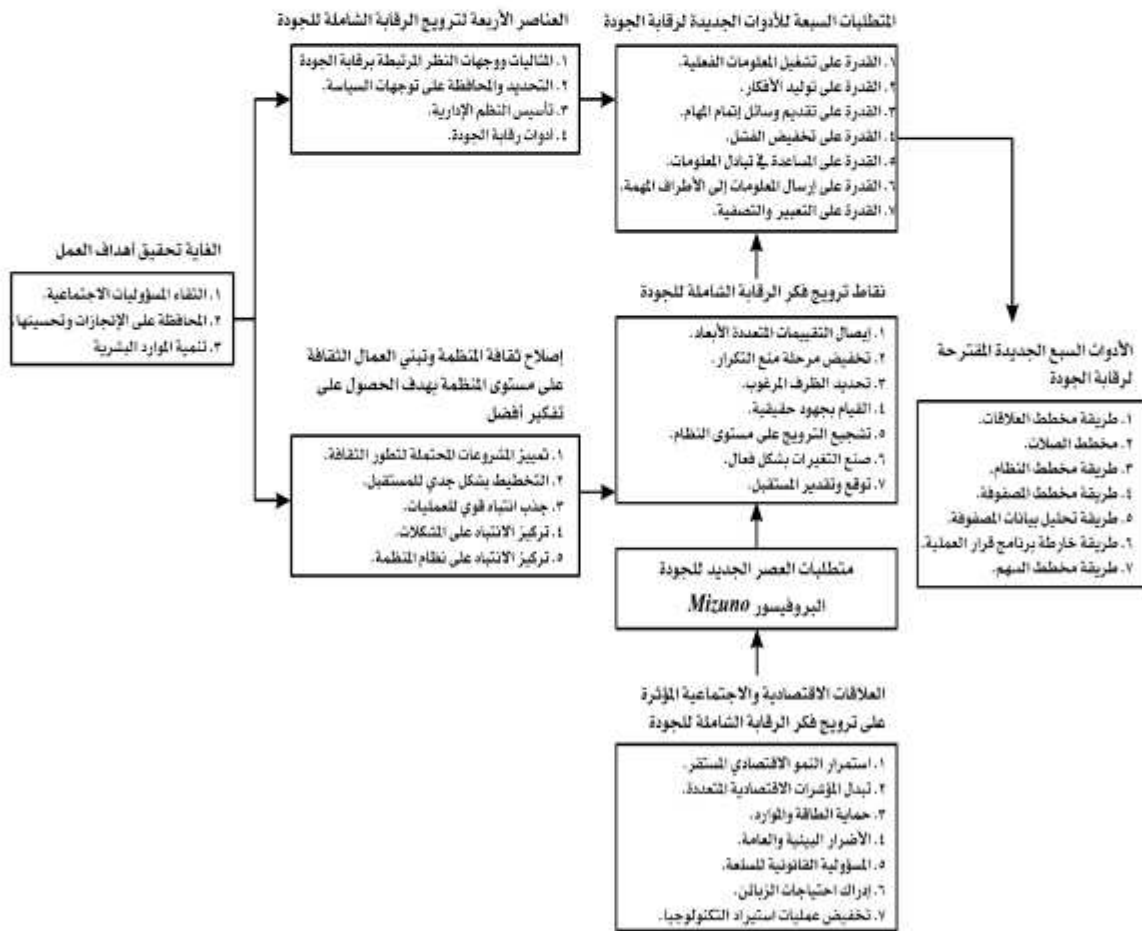 العناصر الأربعة لترويج الرقابة الشاملة للجودة
١. المثاليات ووجهات النظر المرتبطة برقابة الجودة
٢. التحديد والمحافظة على توجهات السياسة.
٣. تأسيس النظم الإدارية.
٤. أدوات رقابة الجودة.
المتطلبات السبعة للأدوات الجديدة لرقابة الجودة
١. القدرة على تشغيل المعلومات الفعلية.
٢. القدرة على توليد الأفكار.
٣. القدرة على تقديم وسائل إتمام المهام.
٤. القدرة على تخفيض الفشل.
٥. القدرة على المساعدة في تبادل المعلومات.
٦. القدرة على إرسال المعلومات إلى الأطراف المهمة.
٧. القدرة على التعبير والتصفية.
الغاية تحقيق أهداف العمل
١. التقاء المسؤوليات الاجتماعية.
٢. المحافظة على الإنجازات وتحسينها.
٣. تنمية الموارد البشرية
إصلاح ثقافة المنظمة وتبني العمال الثقافة
على مستوى المنظمة بهدف الحصول على
تفكير أفضل
١. تمييز المشروعات المحتملة لتطور الثقافة.
٢. التخطيط بشكل جدي للمستقبل.
٣. جذب انتباه قوي للعمليات.
٤. تركيز الانتباه على المشكلات.
٥. تركيز الانتباه على نظام المنظمة.
نقاط ترويج فكر الرقابة الشاملة للجودة
١. إيصال التقييمات المتعددة الأبعاد.
٢. تخفيض مرحلة منع التكرار.
٣. تحديد الظرف المرغوب.
٤. القيام بجهود حقيقية.
٥. تشجيع الترويج على مستوى النظام.
٦. صنع التغيرات بشكل فعال.
٧. توقع وتقدير المستقبل.
متطلبات العصر الجديد للجودة
البروفيسور Mizuno
العلاقات الاقتصادية والاجتماعية المؤثرة
على ترويج فكر الرقابة الشاملة للجودة
١. استمرار النمو الاقتصادي المستقر.
٢. تبدل المؤشرات الاقتصادية المتعددة.
٣. حماية الطاقة والموارد.
٤. الأضرار البيئية والعامة.
٥. المسؤولية القانونية للسلعة.
٦. إدراك احتياجات الزبائن.
٧. تخفيض عمليات استيراد التكنولوجيا.
الأدوات السبع الجديدة المقترحة
لرقابة الجودة
١. طريقة مخطط العلاقات.
٢. مخطط الصلات.
٣. طريقة مخطط النظام.
٤. طريقة مخطط المصفوفة.
٥. طريقة تحليل بيانات المصفوفة.
٦. طريقة خارطة برنامج قرار العملية.
٧. طريقة مخطط السهم.